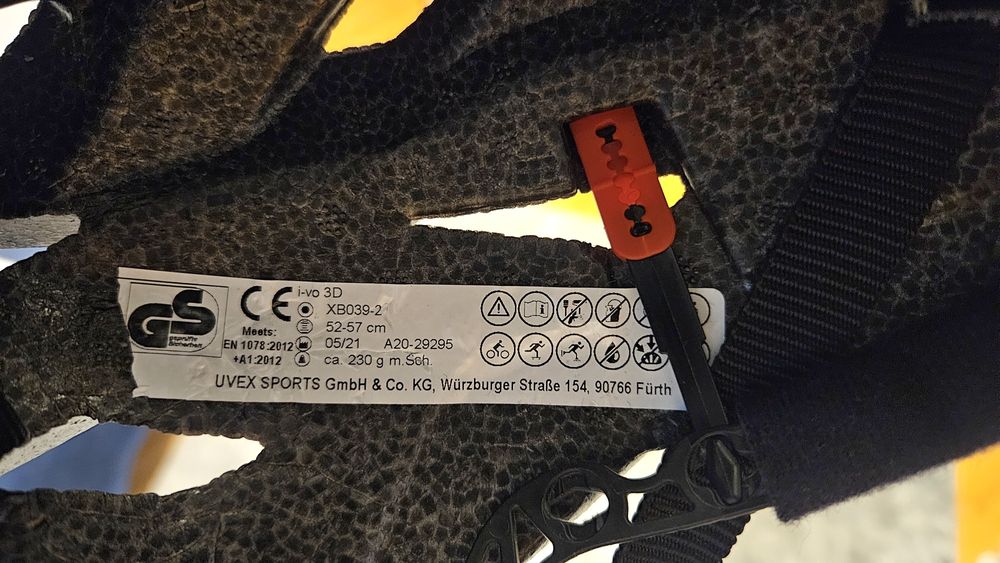 GS
geprüfte
Sicherheit
CE
Meets:
EN 1078:2012
+A1:2012
i-vo 3D
XB039-2
52-57 cm
05/21 A20-29295
ca. 230 g m.Sch.
UVEX SPORTS GmbH & Co. KG, Würzburger Straße 154, 90766 Fürth